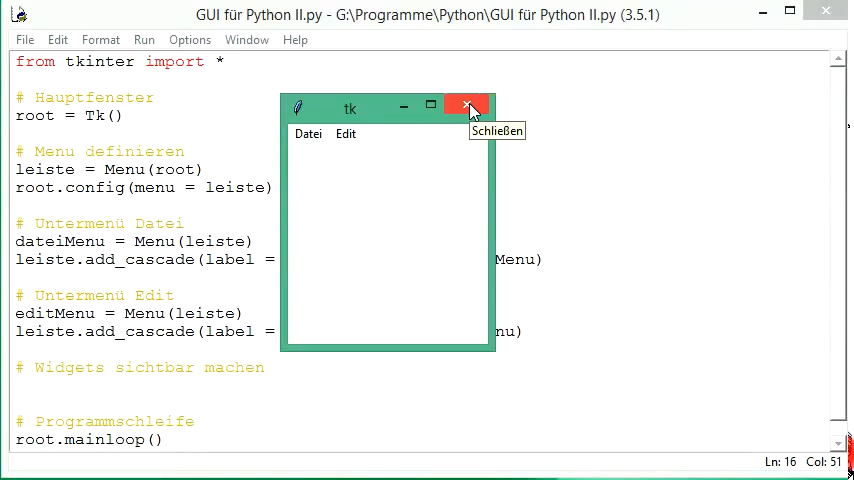 GUI für Python II.py - G:\Programme\Python\GUI für Python II.py (3.5.1)
File Edit Format Run Options Window Help
from tkinter import *
# Hauptfenster
root = Tk()
# Menu definieren
leiste = Menu(root)
root.config(menu = leiste)
# Untermenü Datei
dateiMenu = Menu(leiste)
leiste.add_cascade(label = Menu)
# Untermenü Edit
editMenu = Menu(leiste)
leiste.add_cascade(label = nu)
# Widgets sichtbar machen
# Programmschleife
root.mainloop()
tk
Schließen
Datei Edit
Ln: 16 Col: 51